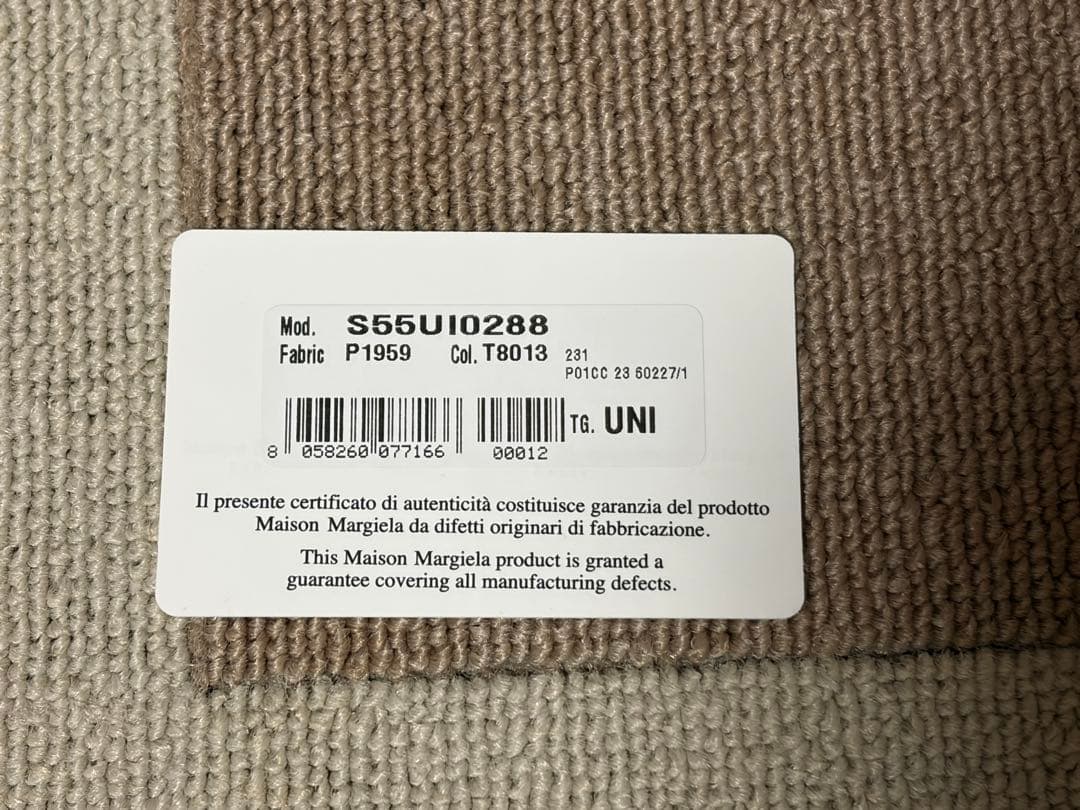 Mod. S55UI0288
Fabric P1959 Col. T8013 231
P01CC 23 60227/1
TG. UNI
8 058260 077166 00012
Il presente certificato di autenticità costituisce garanzia del prodotto
Maison Margiela da difetti originari di fabbricazione.
This Maison Margiela product is granted a
guarantee covering all manufacturing defects.